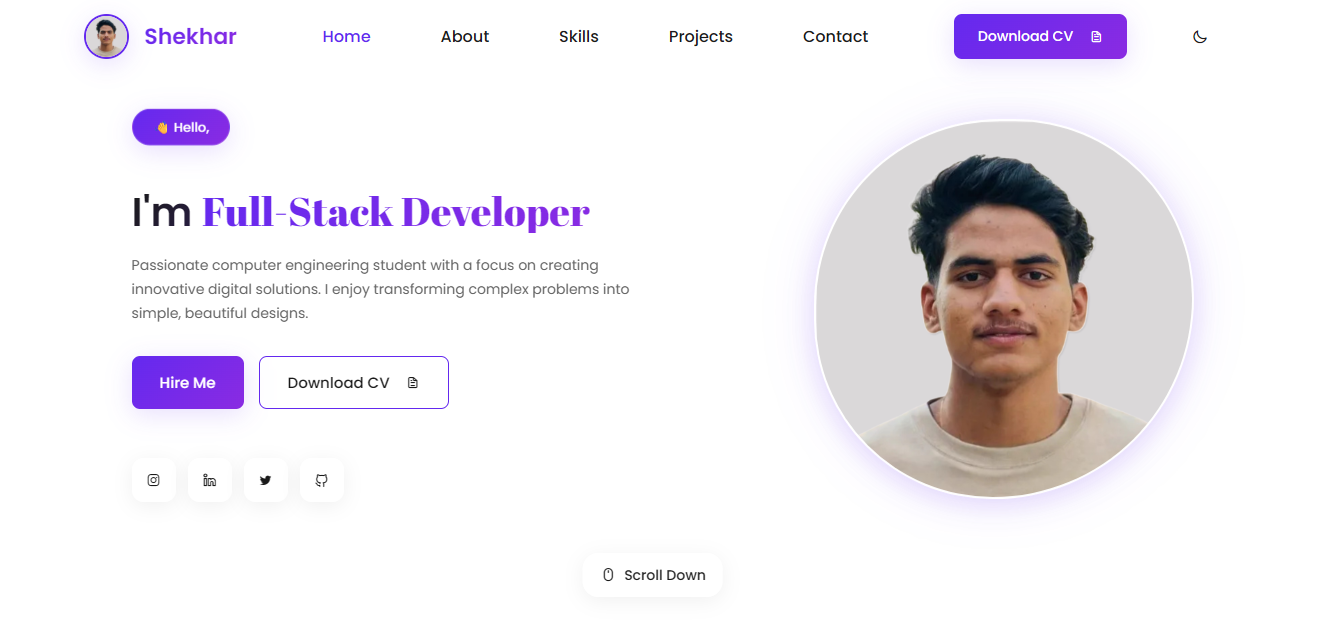 Shekhar
Home
About
Skills
Projects
Contact
Download CV
👋 Hello,
I'm Full-Stack Developer
Passionate computer engineering student with a focus on creating
innovative digital solutions. I enjoy transforming complex problems into
simple, beautiful designs.
Hire Me
Download CV
Scroll Down